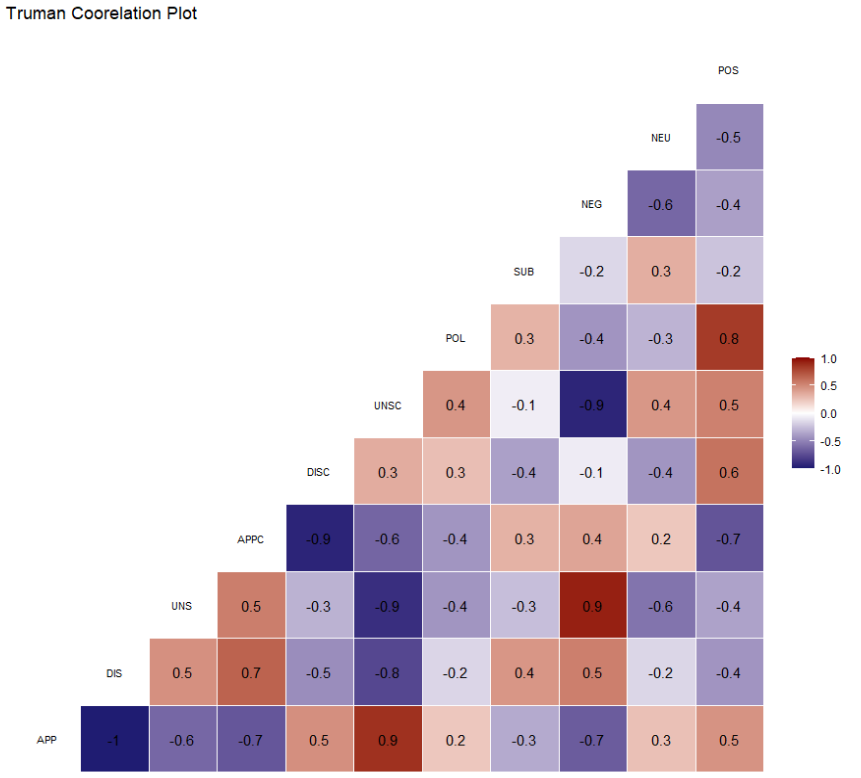 Truman Coorelation Plot
POS
NEU -0.5
NEG -0.6 -0.4
SUB -0.2 0.3 -0.2
POL 0.3 -0.4 -0.3 0.8
UNSC 0.4 -0.1 -0.9 0.4 0.5
DISC 0.3 0.3 -0.4 -0.1 -0.4 0.6
APPC -0.9 -0.6 -0.4 0.3 0.4 0.2 -0.7
UNS 0.5 -0.3 -0.9 -0.4 -0.3 0.9 -0.6 -0.4
DIS 0.5 0.7 -0.5 -0.8 -0.2 0.4 0.5 -0.2 -0.4
APP -1 -0.6 -0.7 0.5 0.9 0.2 -0.3 -0.7 0.3 0.5
1.0
0.5
0.0
-0.5
-1.0